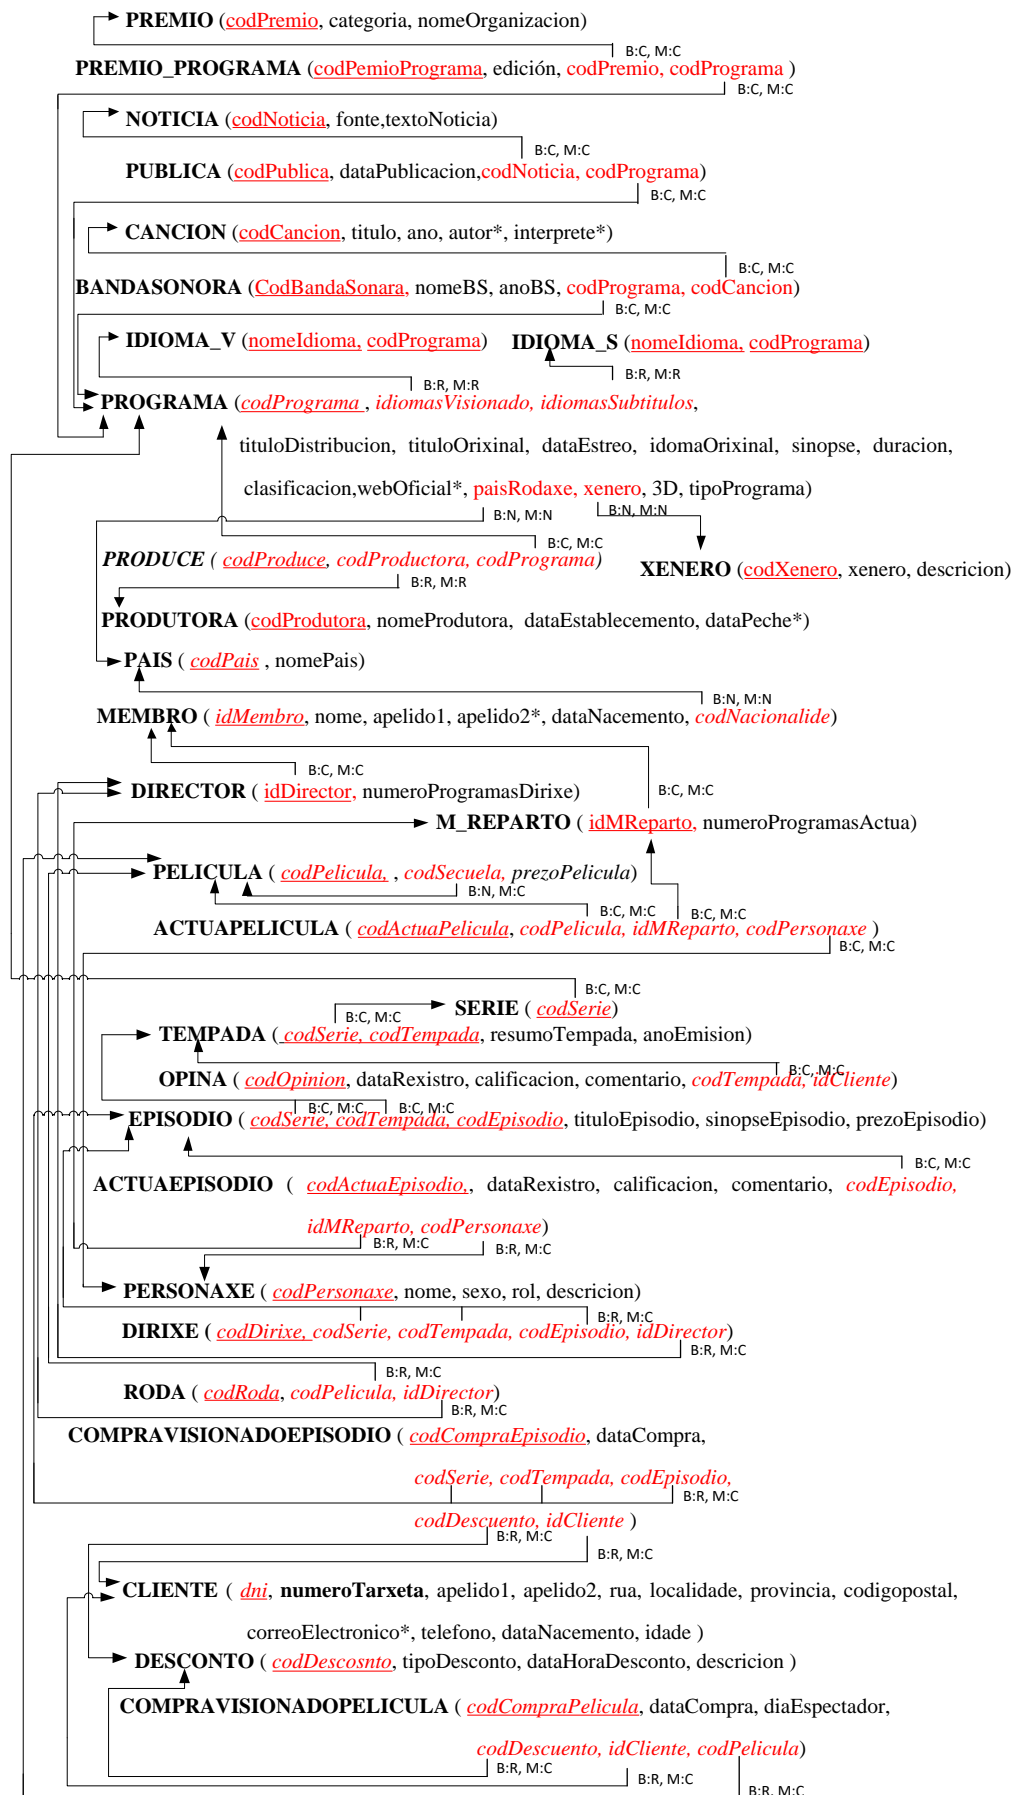 PREMIO (codPremio, categoria, nomeOrganizacion)
B:C, M:C
PREMIO_PROGRAMA (codPemioPrograma, edición, codPremio, codPrograma )
B:C, M:C
NOTICIA (codNoticia, fonte,textoNoticia)
B:C, M:C
PUBLICA (codPublica, dataPublicacion,codNoticia, codPrograma)
B:C, M:C
CANCION (codCancion, titulo, ano, autor*, interprete*)
B:C, M:C
BANDASONORA (CodBandaSonara, nomeBS, anoBS, codPrograma, codCancion)
B:C, M:C
IDIOMA_V (nomeIdioma, codPrograma) IDIOMA_S (nomeIdioma, codPrograma)
B:R, M:R B:R, M:R
PROGRAMA (codPrograma , idiomasVisionado, idiomasSubtitulos,
tituloDistribucion, tituloOrixinal, dataEstreo, idomaOrixinal, sinopse, duracion,
clasificacion,webOficial*, paisRodaxe, xenero, 3D, tipoPrograma)
B:N, M:N B:N, M:N
B:C, M:C
PRODUCE ( codProduce, codProductora, codPrograma)
XENERO (codXenero, xenero, descricion)
B:R, M:R
PRODUTORA (codProdutora, nomeProdutora, dataEstablecemento, dataPeche*)
PAIS ( codPais , nomePais)
B:N, M:N
MEMBRO ( idMembro, nome, apelido1, apelido2*, dataNacemento, codNacionalide)
B:C, M:C
DIRECTOR ( idDirector, numeroProgramasDirixe)
B:C, M:C
M_REPARTO ( idMReparto, numeroProgramasActua)
PELICULA ( codPelicula, , codSecuela, prezoPelicula)
B:N, M:C
B:C, M:C B:C, M:C
ACTUAPELICULA ( codActuaPelicula, codPelicula, idMReparto, codPersonaxe )
B:C, M:C
B:C, M:C
SERIE ( codSerie)
B:C, M:C
TEMPADA ( codSerie, codTempada, resumoTempada, anoEmision)
B:C, M:C
OPINA ( codOpinion, dataRexistro, calificacion, comentario, codTempada, idCliente)
B:C, M:C B:C, M:C
EPISODIO ( codSerie, codTempada, codEpisodio, tituloEpisodio, sinopseEpisodio, prezoEpisodio)
B:C, M:C
ACTUAEPISODIO ( codActuaEpisodio,, dataRexistro, calificacion, comentario, codEpisodio,
idMReparto, codPersonaxe)
B:R, M:C B:R, M:C
PERSONAXE ( codPersonaxe, nome, sexo, rol, descricion)
B:R, M:C
DIRIXE ( codDirixe, codSerie, codTempada, codEpisodio, idDirector)
B:R, M:C
B:R, M:C
RODA ( codRoda, codPelicula, idDirector)
B:R, M:C
COMPRAVISIONADOEPISODIO ( codCompraEpisodio, dataCompra,
codSerie, codTempada, codEpisodio,
B:R, M:C
codDescuento, idCliente )
B:R, M:C
B:R, M:C
CLIENTE ( dni, numeroTarxeta, apelido1, apelido2, rua, localidade, provincia, codigopostal,
correoElectronico*, telefono, dataNacemento, idade )
DESCONTO ( codDescosnto, tipoDesconto, dataHoraDesconto, descricion )
COMPRAVISIONADOPELICULA ( codCompraPelicula, dataCompra, diaEspectador,
codDescuento, idCliente, codPelicula)
B:R, M:C
B:R, M:C
B:R, M:C